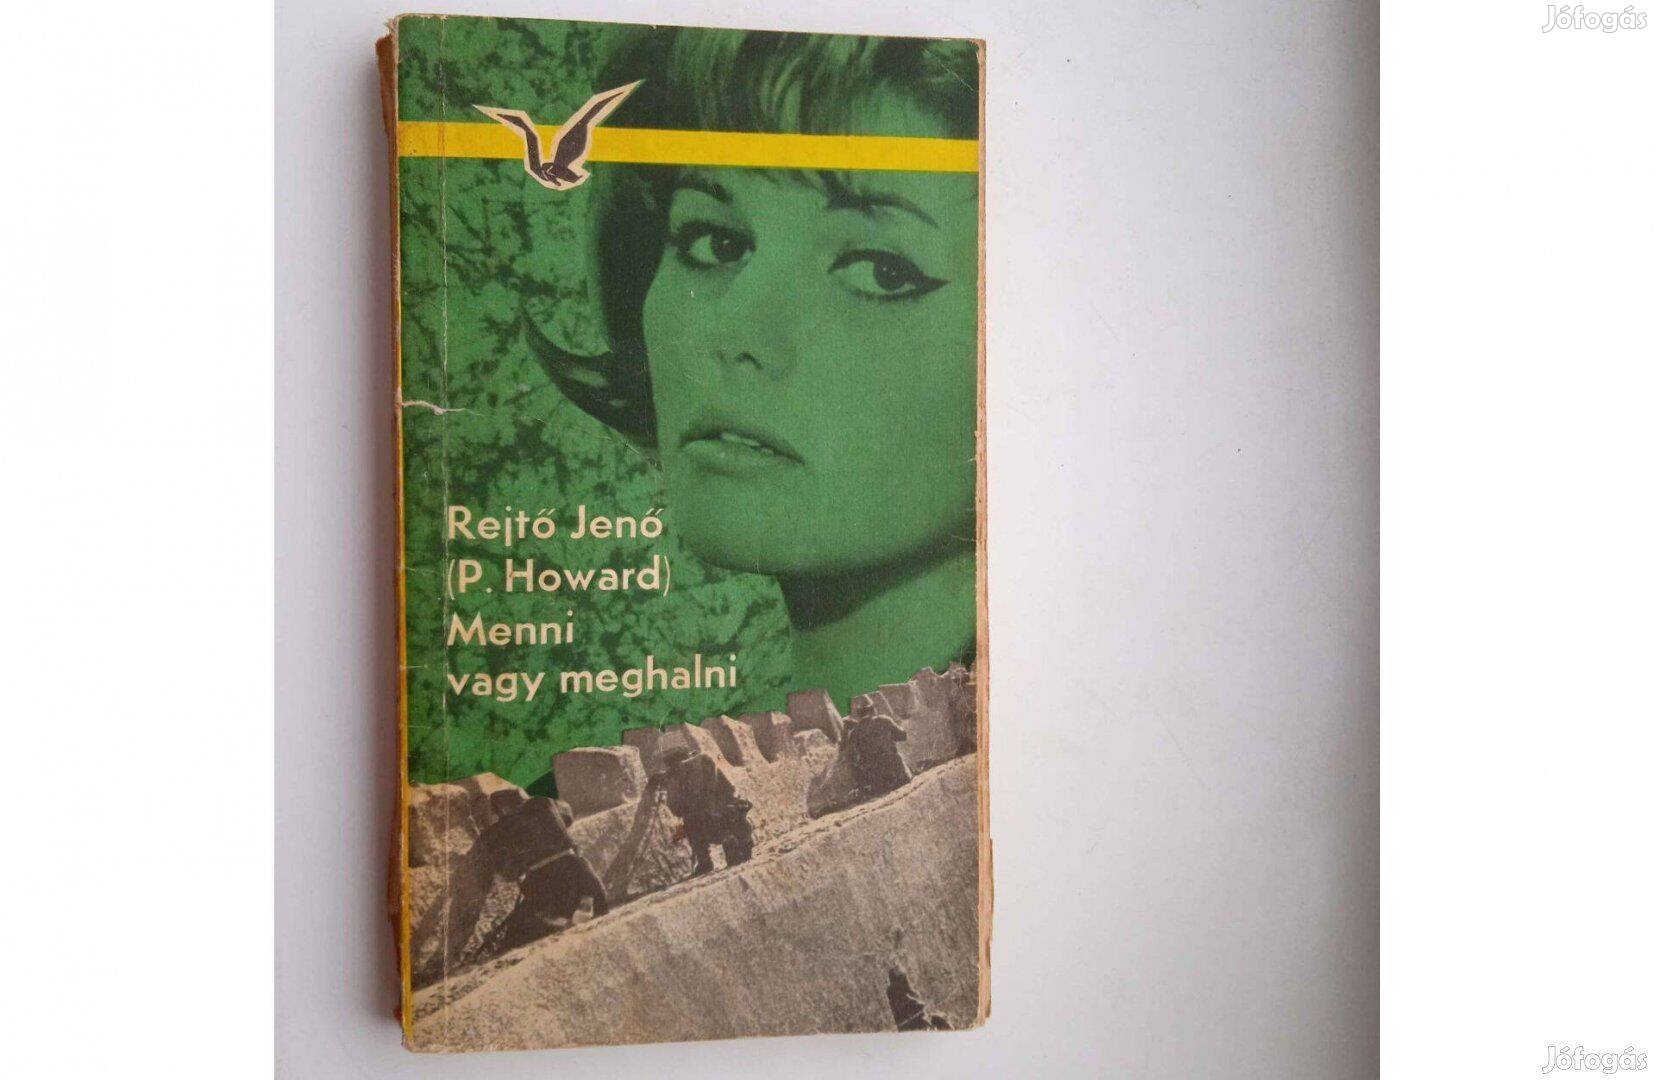 Jófogás
Rejtő Jenő
(P. Howard)
Menni
vagy meghalni
Jófogás